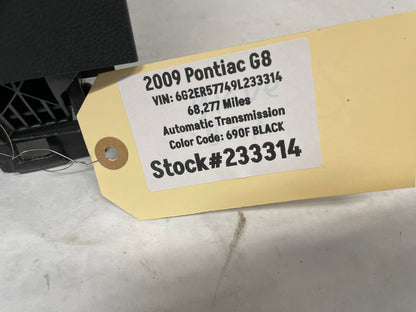 2009 Pontiac G8
VIN: 6G2ER57749L233314
68,277 Miles
Automatic Transmission
Color Code: 690F BLACK
Stock#233314